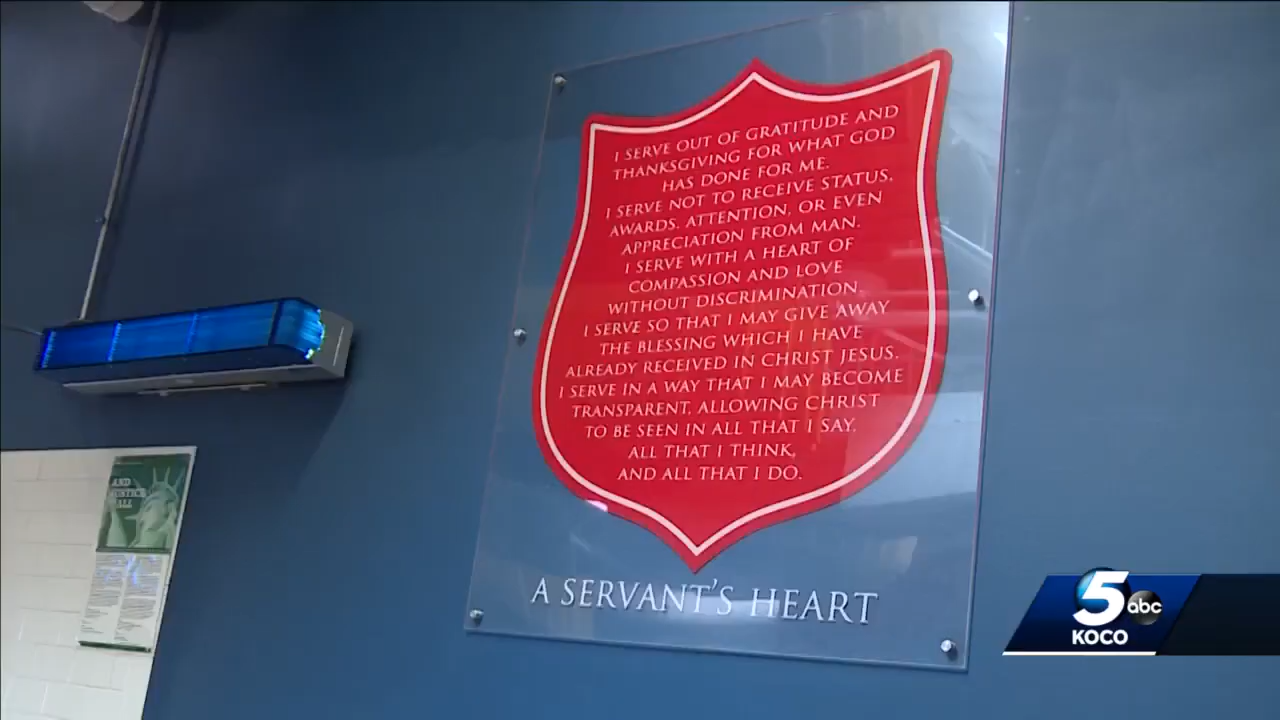 I SERVE OUT OF GRATITUDE AND
THANKSGIVING FOR WHAT GOD
HAS DONE FOR ME.
I SERVE NOT TO RECEIVE STATUS,
AWARDS, ATTENTION, OR EVEN
APPRECIATION FROM MAN.
I SERVE WITH A HEART OF
COMPASSION AND LOVE
WITHOUT DISCRIMINATION.
I SERVE SO THAT I MAY GIVE AWAY
THE BLESSING WHICH I HAVE
ALREADY RECEIVED IN CHRIST JESUS.
I SERVE IN A WAY THAT I MAY BECOME
TRANSPARENT, ALLOWING CHRIST
TO BE SEEN IN ALL THAT I SAY,
ALL THAT I THINK,
AND ALL THAT I DO.
A SERVANT'S HEART
AND
5 abc
KOCO